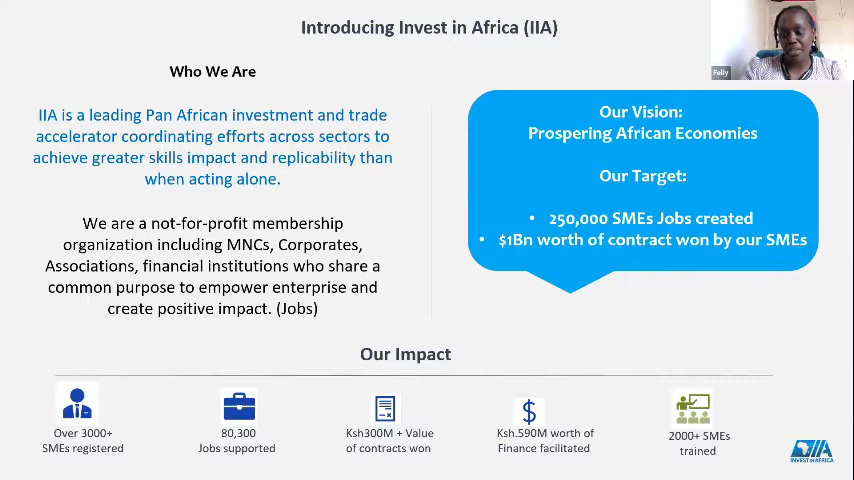 Introducing Invest in Africa (IIA)
Felly
Who We Are
IIA is a leading Pan African investment and trade
accelerator coordinating efforts across sectors to
achieve greater skills impact and replicability than
when acting alone.
We are a not-for-profit membership
organization including MNCs, Corporates,
Associations, financial institutions who share a
common purpose to empower enterprise and
create positive impact. (Jobs)
Our Vision:
Prospering African Economies
Our Target:
• 250,000 SMEs Jobs created
• $1Bn worth of contract won by our SMEs
Our Impact
Over 3000+
SMEs registered
80,300
Jobs supported
Ksh300M + Value
of contracts won
$
Ksh.590M worth of
Finance facilitated
2000+ SMEs
trained
IIA
INVEST IN AFRICA